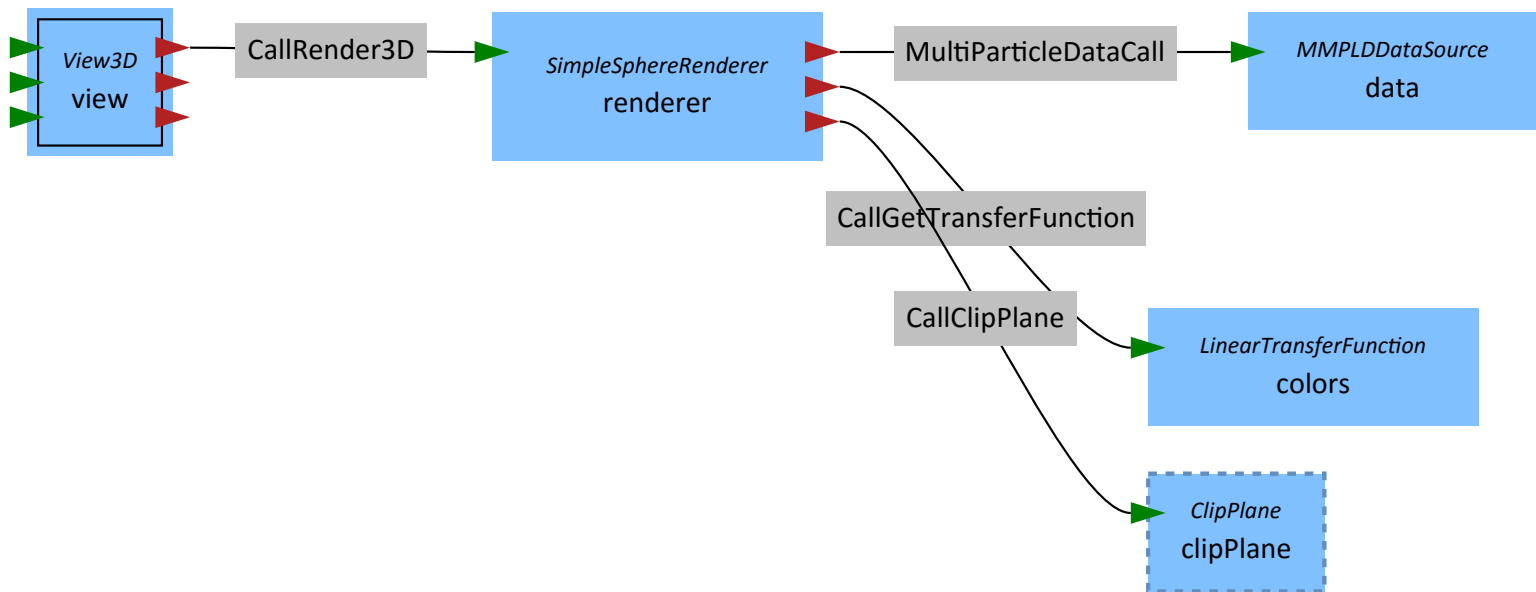 View3D
view
CallRender3D
SimpleSphereRenderer
renderer
MultiParticleDataCall
MMPLDDataSource
data
CallGetTransferFunction
CallClipPlane
LinearTransferFunction
colors
ClipPlane
clipPlane